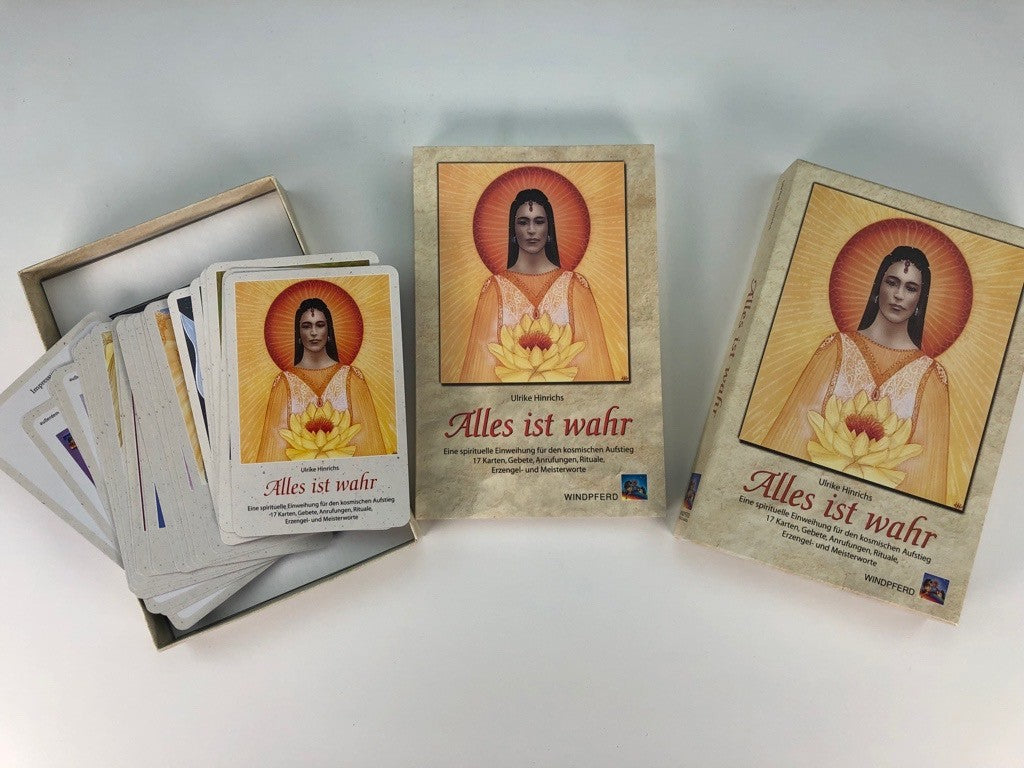 Impress
Ulrike Hinrichs
Alles ist wahr
Eine spirituelle Einweihung für den kosmischen Aufstieg
-17 Karten, Gebete, Anrufungen, Rituale,
Erzengel- und Meisterworte
Ulrike Hinrichs
Alles ist wahr
Eine spirituelle Einweihung für den kosmischen Aufstieg
17 Karten, Gebete, Anrufungen, Rituale,
Erzengel- und Meisterworte
WINDPFERD
Alles ist wahr
Ulrike Hinrichs
Alles ist wahr
Eine spirituelle Einweihung für den kosmischen Aufstieg
17 Karten, Gebete, Anrufungen, Rituale,
Erzengel- und Meisterworte
WINDPFERD